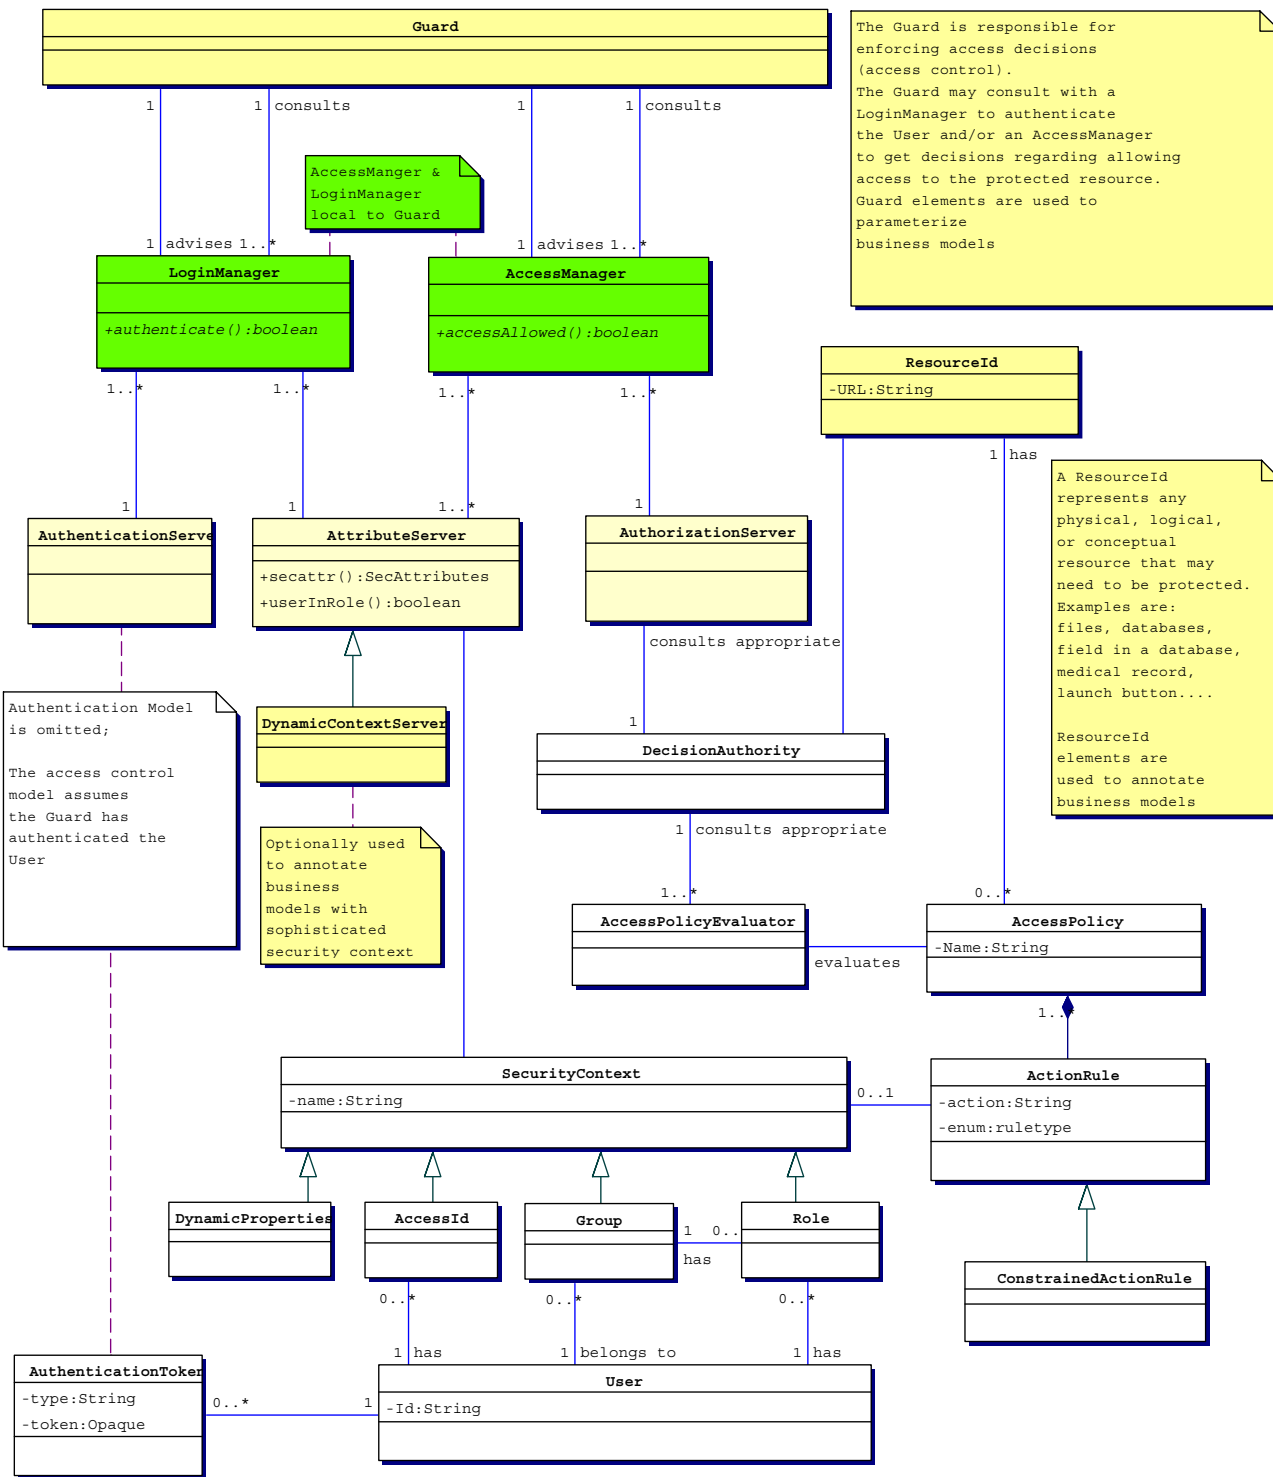 Guard
The Guard is responsible for
enforcing access decisions
(access control).
The Guard may consult with a
LoginManager to authenticate
the User and/or an AccessManager
to get decisions regarding allowing
access to the protected resource.
Guard elements are used to
parameterize
business models
1
1 consults
1
1 consults
AccessManger &
LoginManager
local to Guard
1 advises 1..*
1 advises 1..*
LoginManager
+authenticate():boolean
AccessManager
+accessAllowed():boolean
ResourceId
-URL:String
1..*
1..*
1..*
1..*
1 has
A ResourceId
represents any
physical, logical,
or conceptual
resource that may
need to be protected.
Examples are:
files, databases,
field in a database,
medical record,
launch button....
ResourceId
elements are
used to annotate
business models
1
1
1..*
1
AuthenticationServe
AttributeServer
+secattr():SecAttributes
+userInRole():boolean
AuthorizationServer
consults appropriate
1
Authentication Model
is omitted;
The access control
model assumes
the Guard has
authenticated the
User
DynamicContextServer
DecisionAuthority
1 consults appropriate
Optionally used
to annotate
business
models with
sophisticated
security context
1..*
0..*
AccessPolicyEvaluator
evaluates
AccessPolicy
-Name:String
1..*
SecurityContext
-name:String
0..1
ActionRule
-action:String
-enum:ruletype
DynamicProperties
AccessId
Group
1 0..
has
Role
ConstrainedActionRule
0..*
0..*
0..*
1 has
1 belongs to
1 has
AuthenticationToken
-type:String
-token:Opaque
0..*
1
User
-Id:String